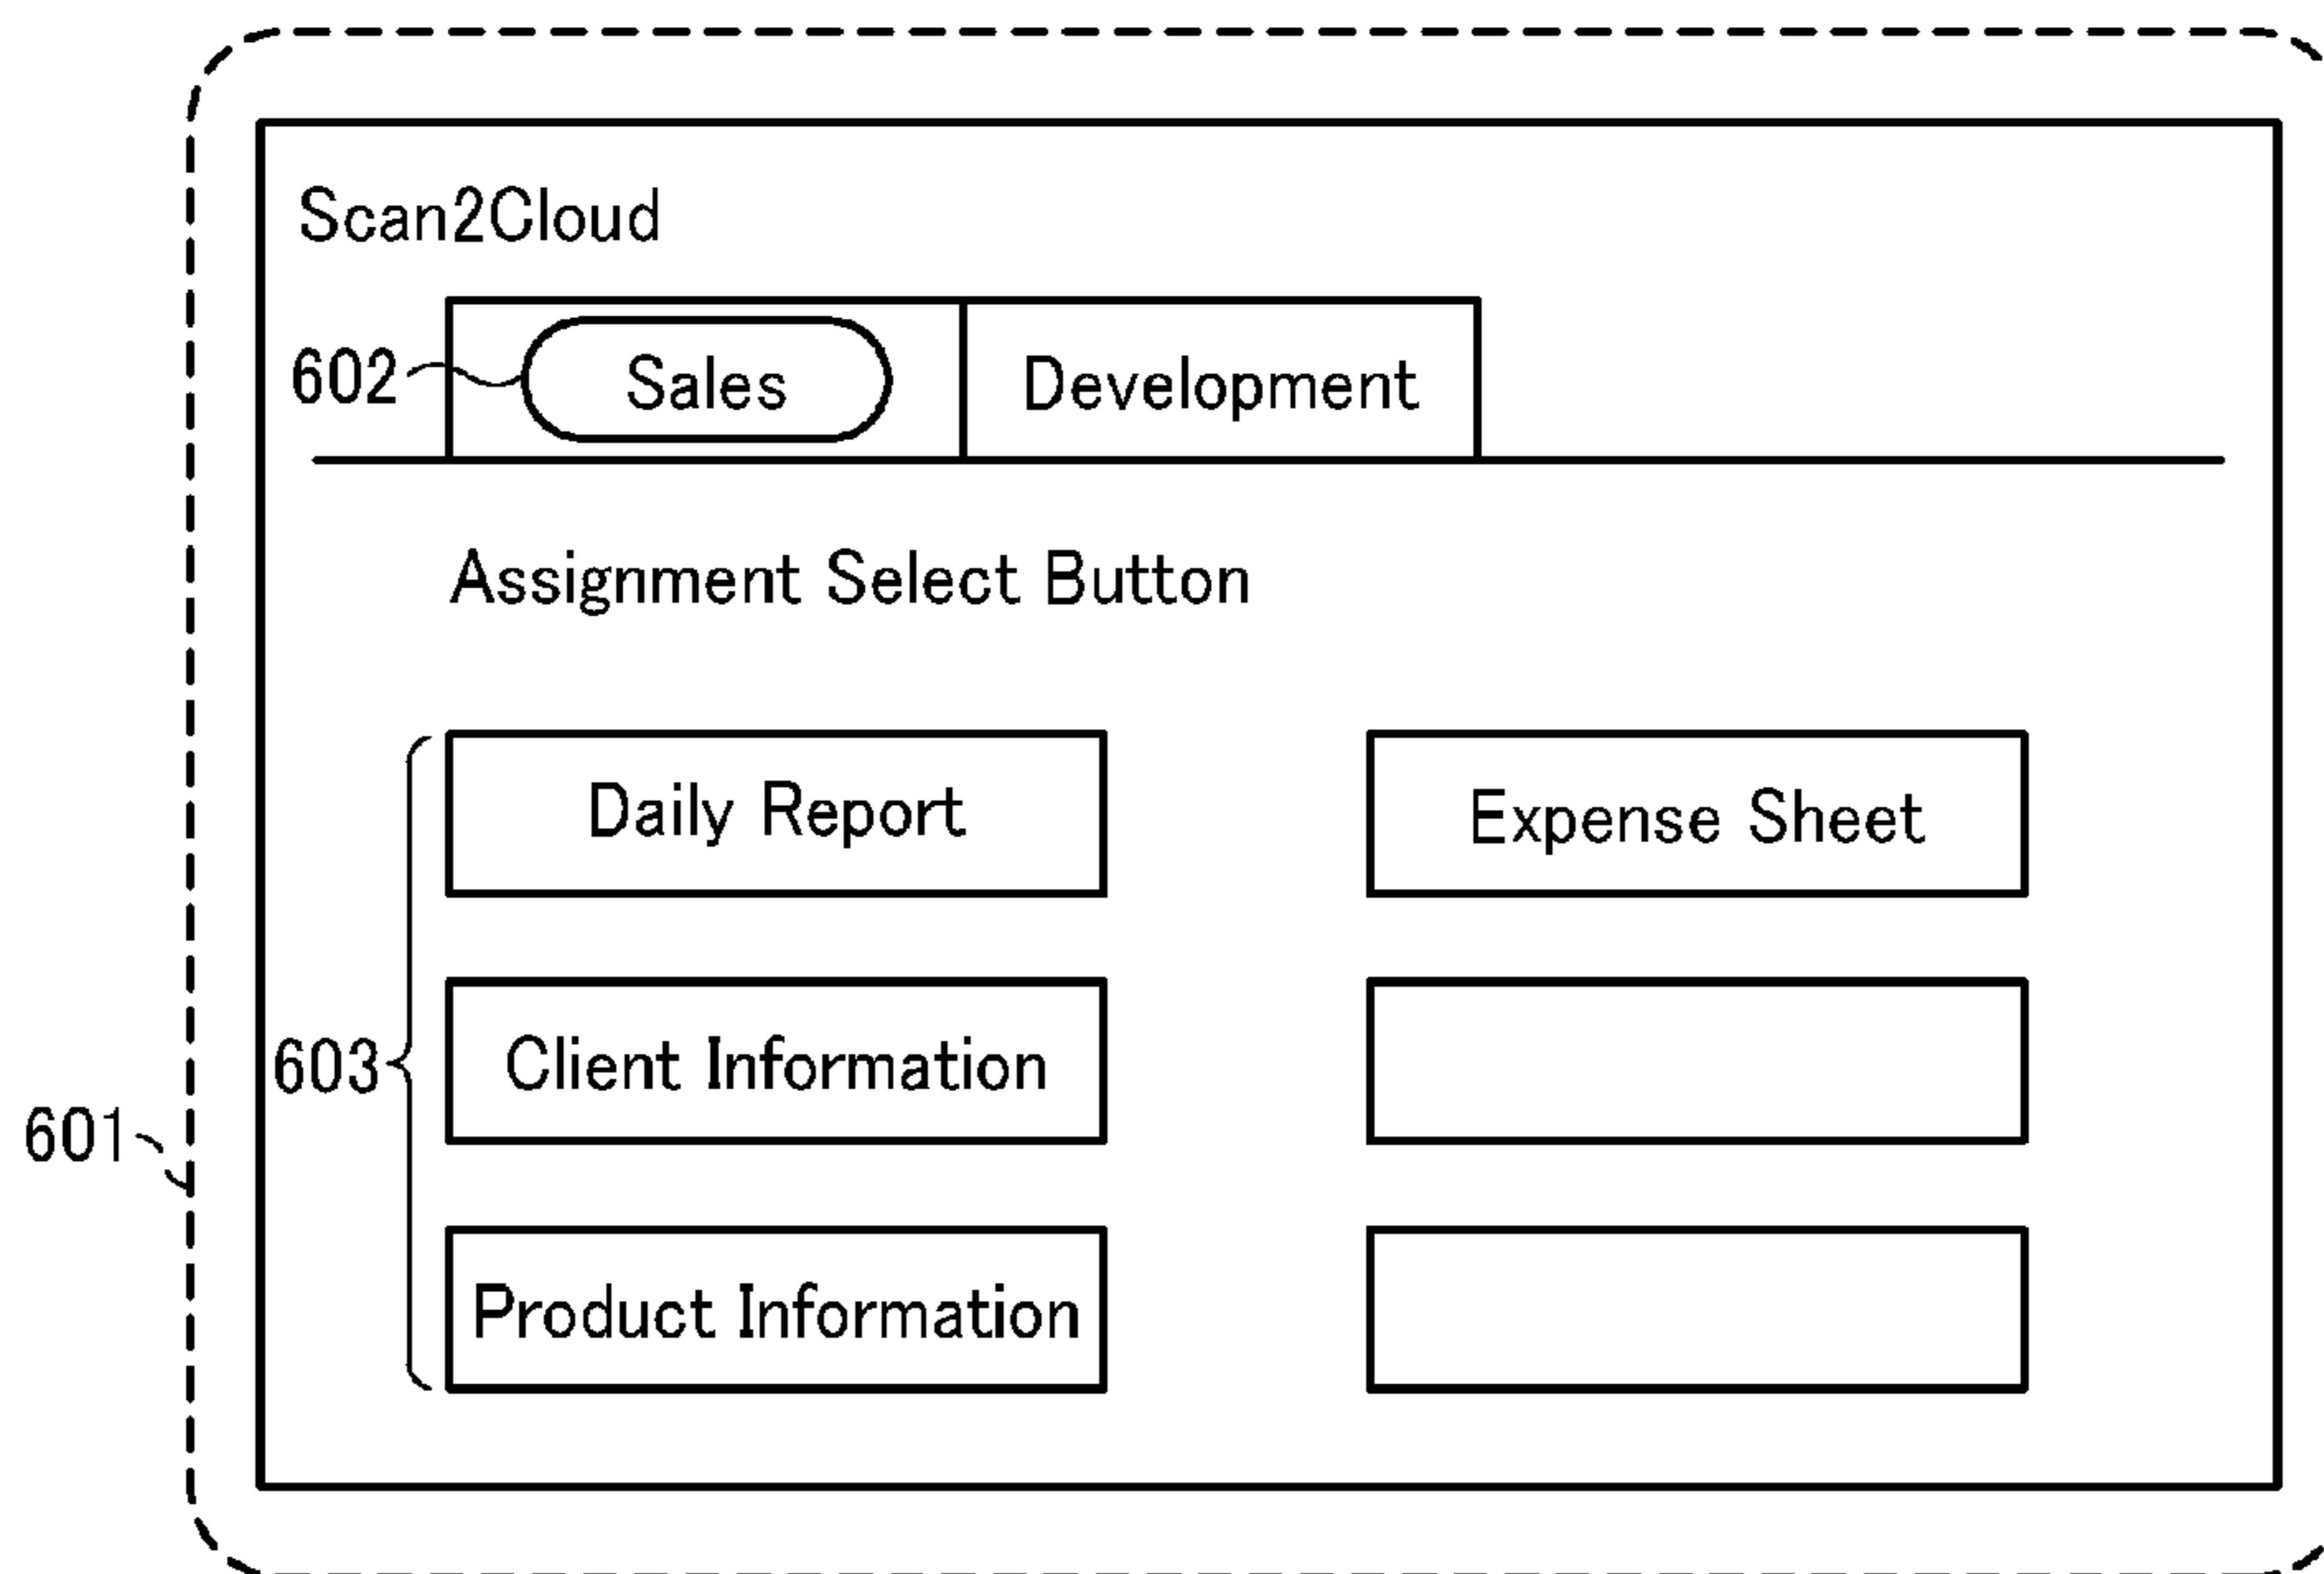 Scan2Cloud
602 Sales Development
Assignment Select Button
Daily Report Expense Sheet
603 Client Information
601
Product Information